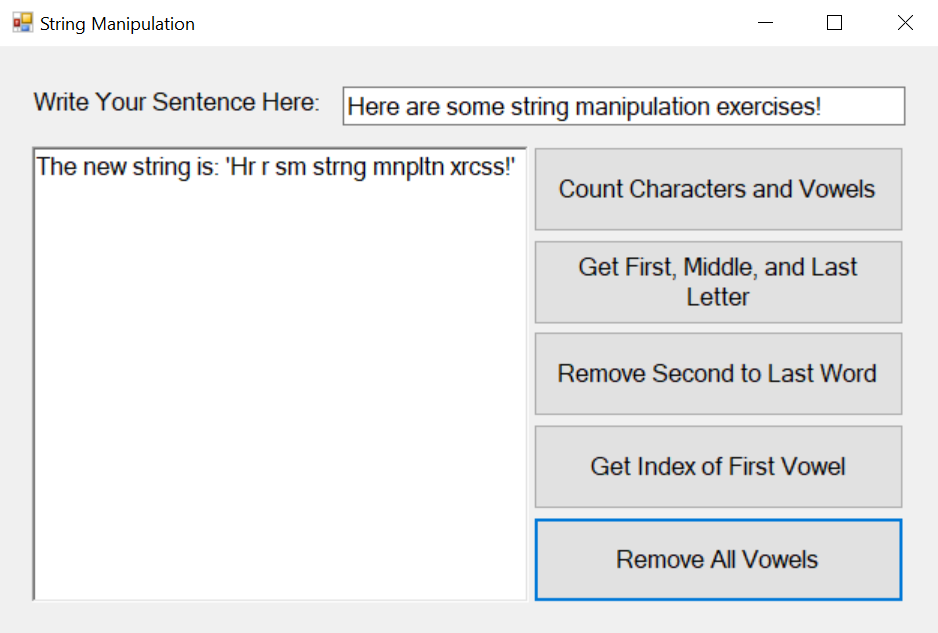 String Manipulation
Write Your Sentence Here:
Here are some string manipulation exercises!
The new string is: 'Hr r sm strng mnpltn xrcss!'
Count Characters and Vowels
Get First, Middle, and Last
Letter
Remove Second to Last Word
Get Index of First Vowel
Remove All Vowels